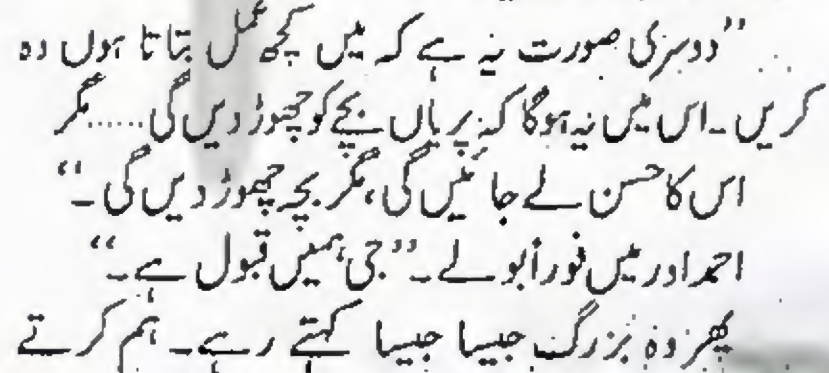 ’’دوسری صورت یہ ہے کہ میں کچھ عمل بتاتا ہوں وہ
کریں۔اس میں یہ ہوگا کہ پریاں بچے کو چھوڑ دیں گی......مگر
اس کا حسن لے جائیں گی،مگر بچہ چھوڑ دیں گی۔‘‘
احمد اور میں فوراً بولے۔’’جی ہمیں قبول ہے۔‘‘
پھر وہ بزرگ جیسا جیسا کہتے رہے۔ ہم کرتے